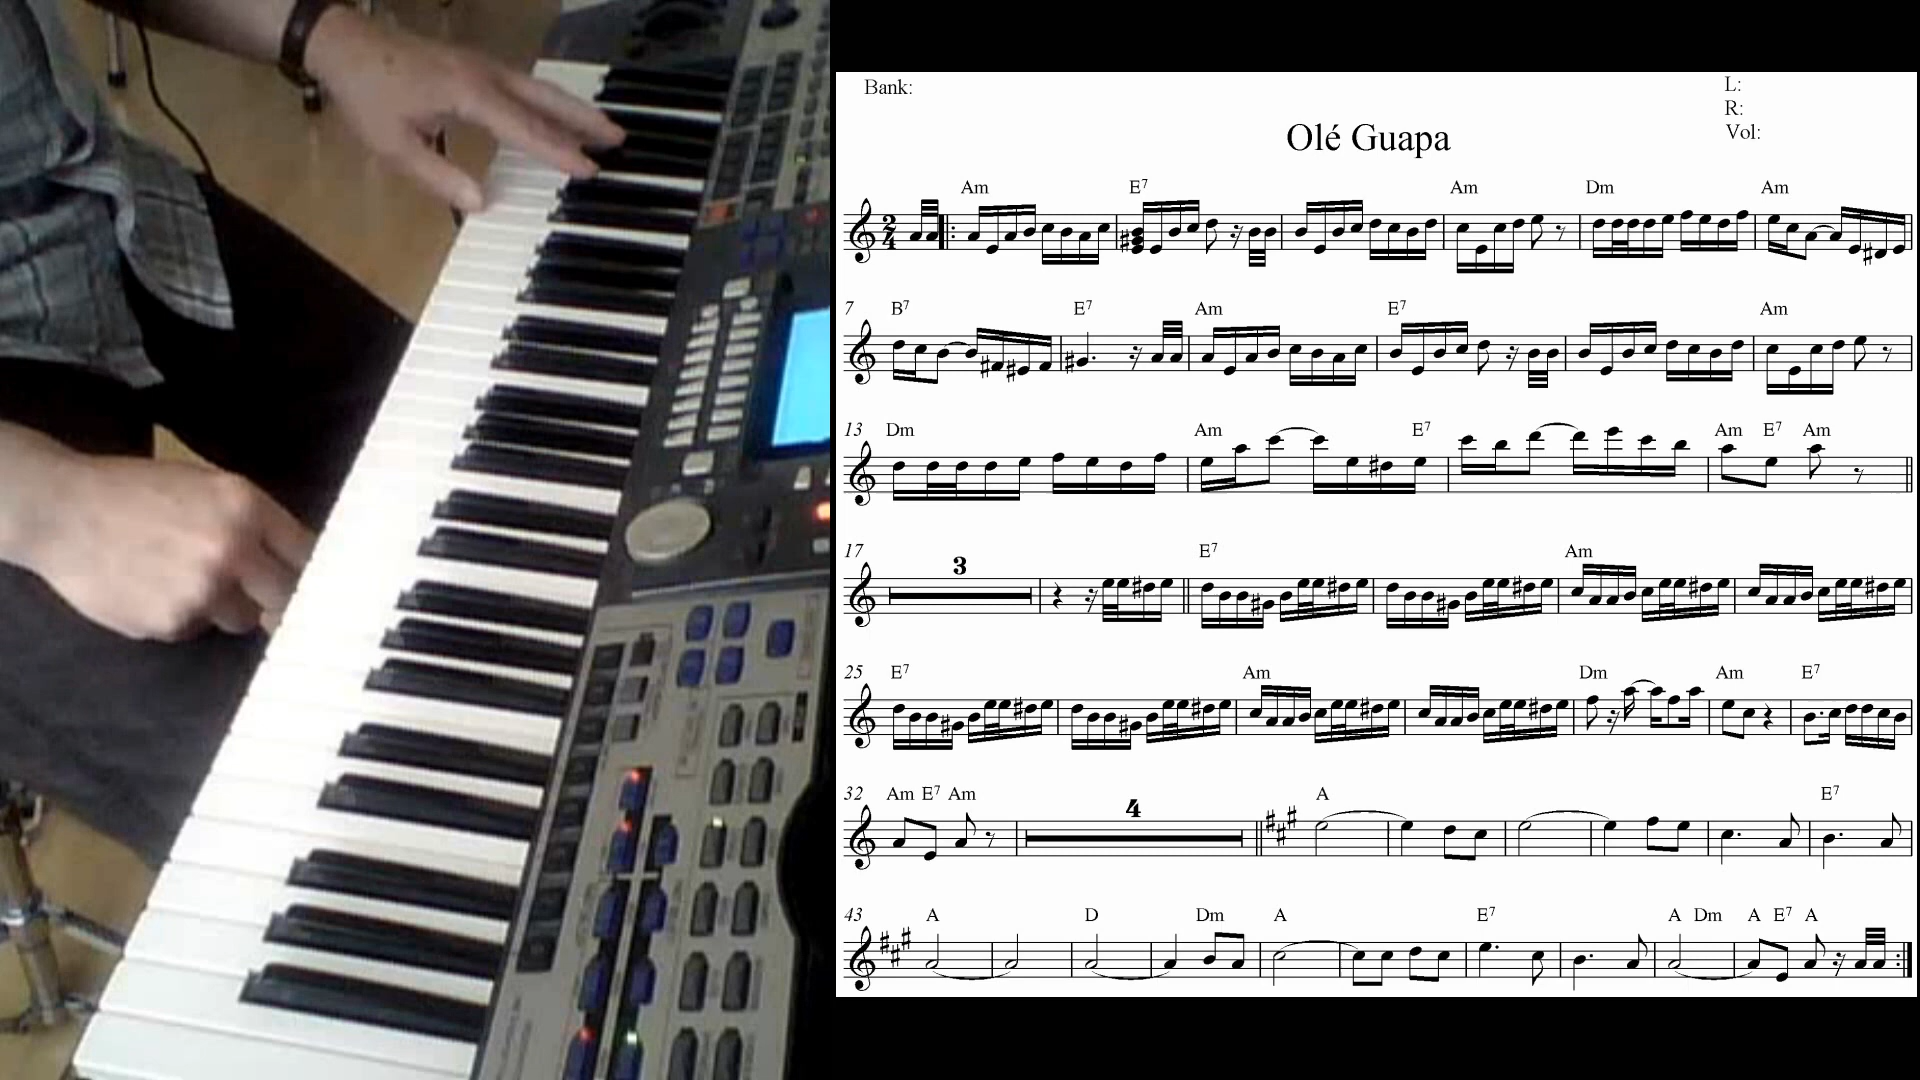 Bank:
L:
R:
Vol:
Olé Guapa
2
4
Am E7 Am Dm Am
7
B7 E7 Am E7 Am
13
Dm Am E7 Am E7 Am
17
3 E7 Am
25
E7 Am Dm Am E7
32
Am E7 Am 4 A E7
43
A D Dm A E7 A Dm A E7 A